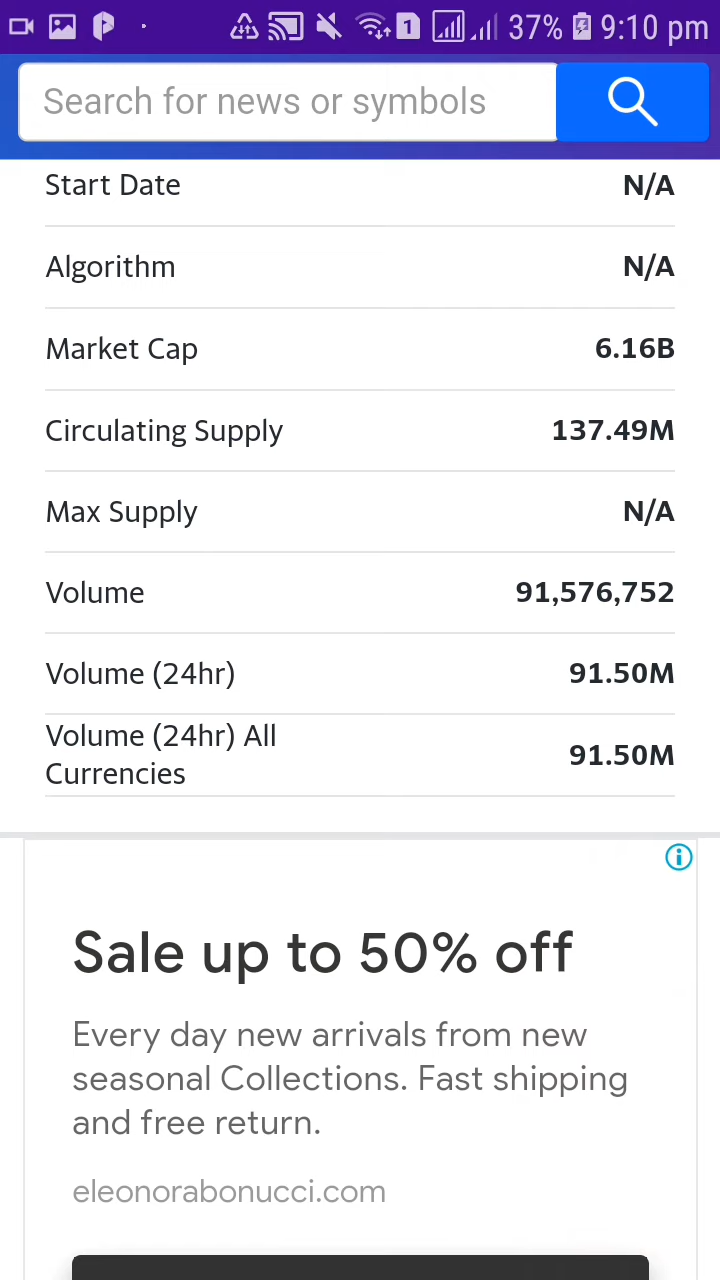 1 37% 9:10 pm
Search for news or symbols
Start Date N/A
Algorithm N/A
Market Cap 6.16B
Circulating Supply 137.49M
Max Supply N/A
Volume 91,576,752
Volume (24hr) 91.50M
Volume (24hr) All
Currencies 91.50M
Sale up to 50% off
Every day new arrivals from new
seasonal Collections. Fast shipping
and free return.
eleonorabonucci.com